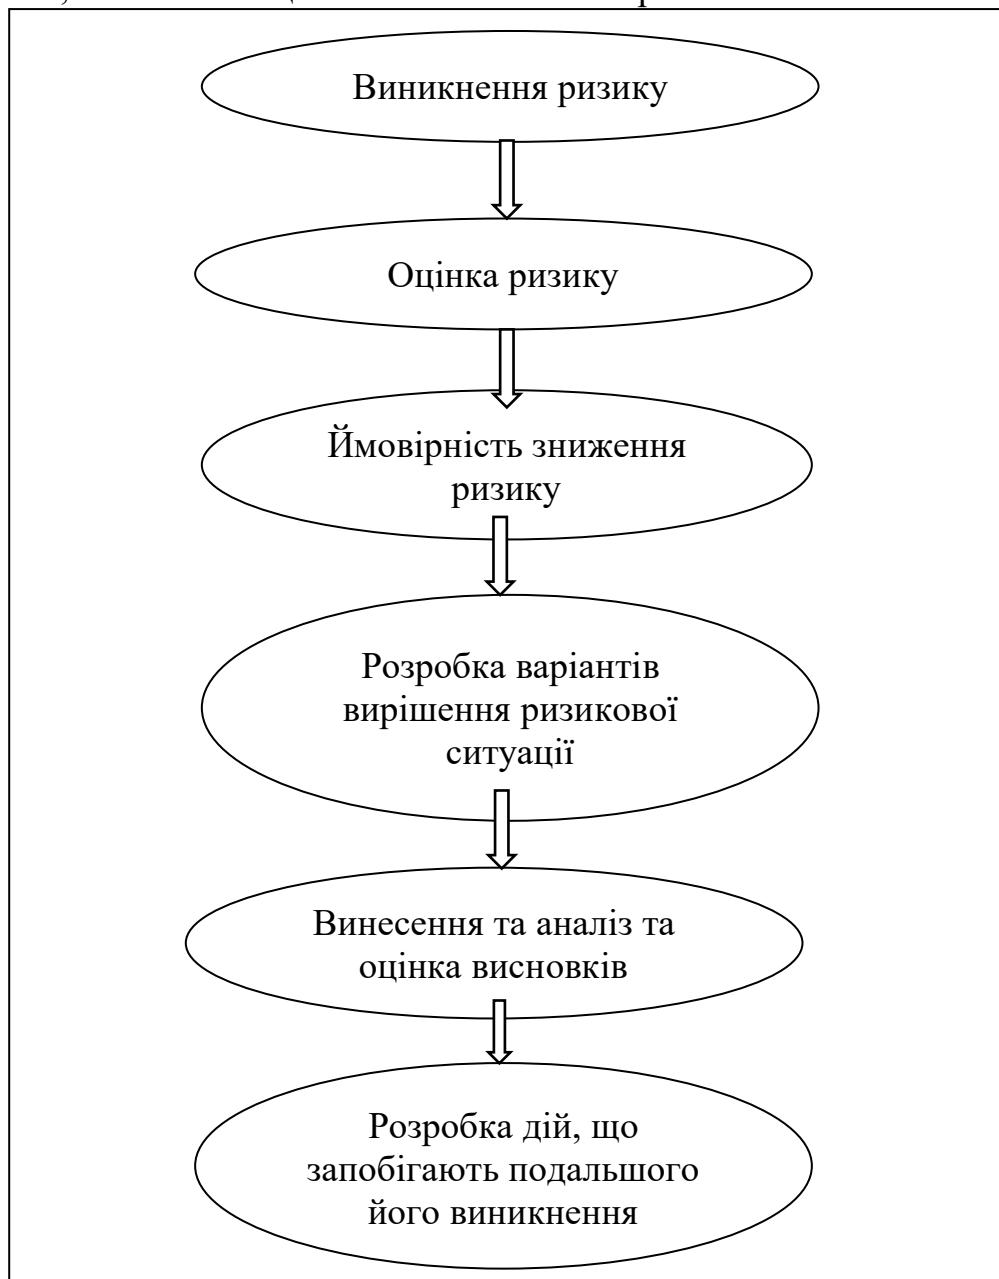 Виникнення ризику
Оцінка ризику
Ймовірність зниження
ризику
Розробка варіантів
вирішення ризикової
ситуації
Винесення та аналіз та
оцінка висновків
Розробка дій, що
запобігають подальшого
його виникнення